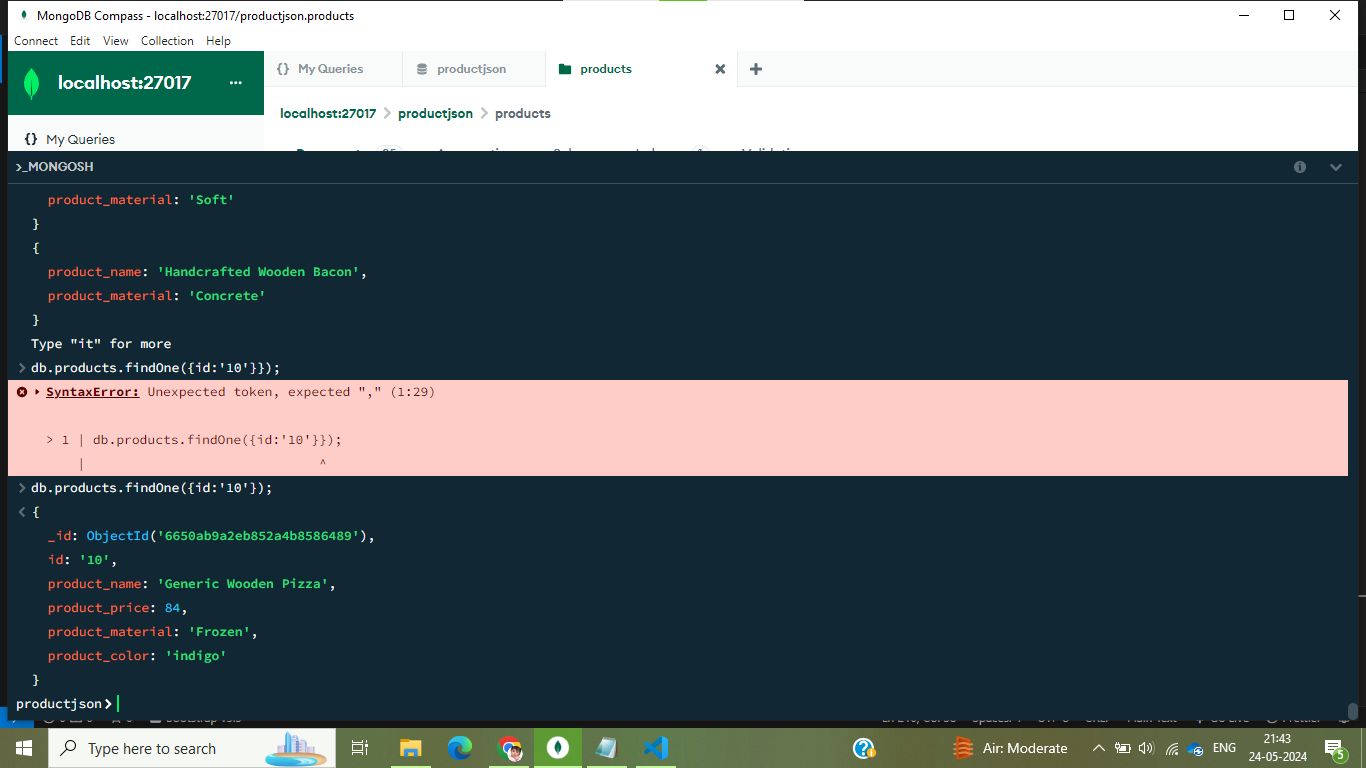 MongoDB Compass - localhost:27017/productjson.products
Connect Edit View Collection Help
localhost:27017 ...
{} My Queries productjson products
localhost:27017 > productjson > products
{} My Queries
>_MONGOSH
product_material: 'Soft'
}
{
product_name: 'Handcrafted Wooden Bacon',
product_material: 'Concrete'
}
Type "it" for more
> db.products.findOne({id:'10'}});
SyntaxError: Unexpected token, expected "," (1:29)
> 1 | db.products.findOne({id:'10'}});
| ^
> db.products.findOne({id:'10'});
< {
_id: ObjectId('6650ab9a2eb852a4b8586489'),
id: '10',
product_name: 'Generic Wooden Pizza',
product_price: 84,
product_material: 'Frozen',
product_color: 'indigo'
}
productjson>
Type here to search
Air: Moderate
ENG
21:43
24-05-2024
5